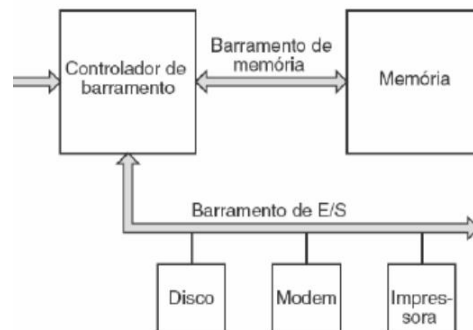 Controlador de
barramento
Barramento de
memória
Memória
Barramento de E/S
Disco
Modem
Impres-
sora